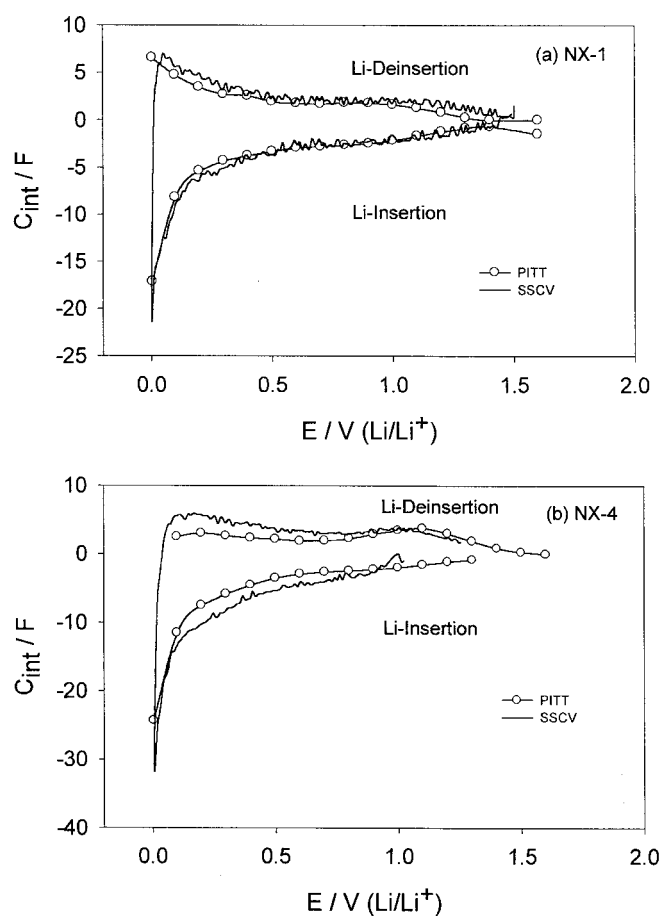 (a) NX-1
Li-Deinsertion
Li-Insertion
PITT
SSCV
C_int / F
10
5
0
-5
-10
-15
-20
-25
0.0 0.5 1.0 1.5 2.0
E / V (Li/Li⁺)
(b) NX-4
Li-Deinsertion
Li-Insertion
PITT
SSCV
C_int / F
10
0
-10
-20
-30
-40
0.0 0.5 1.0 1.5 2.0
E / V (Li/Li⁺)